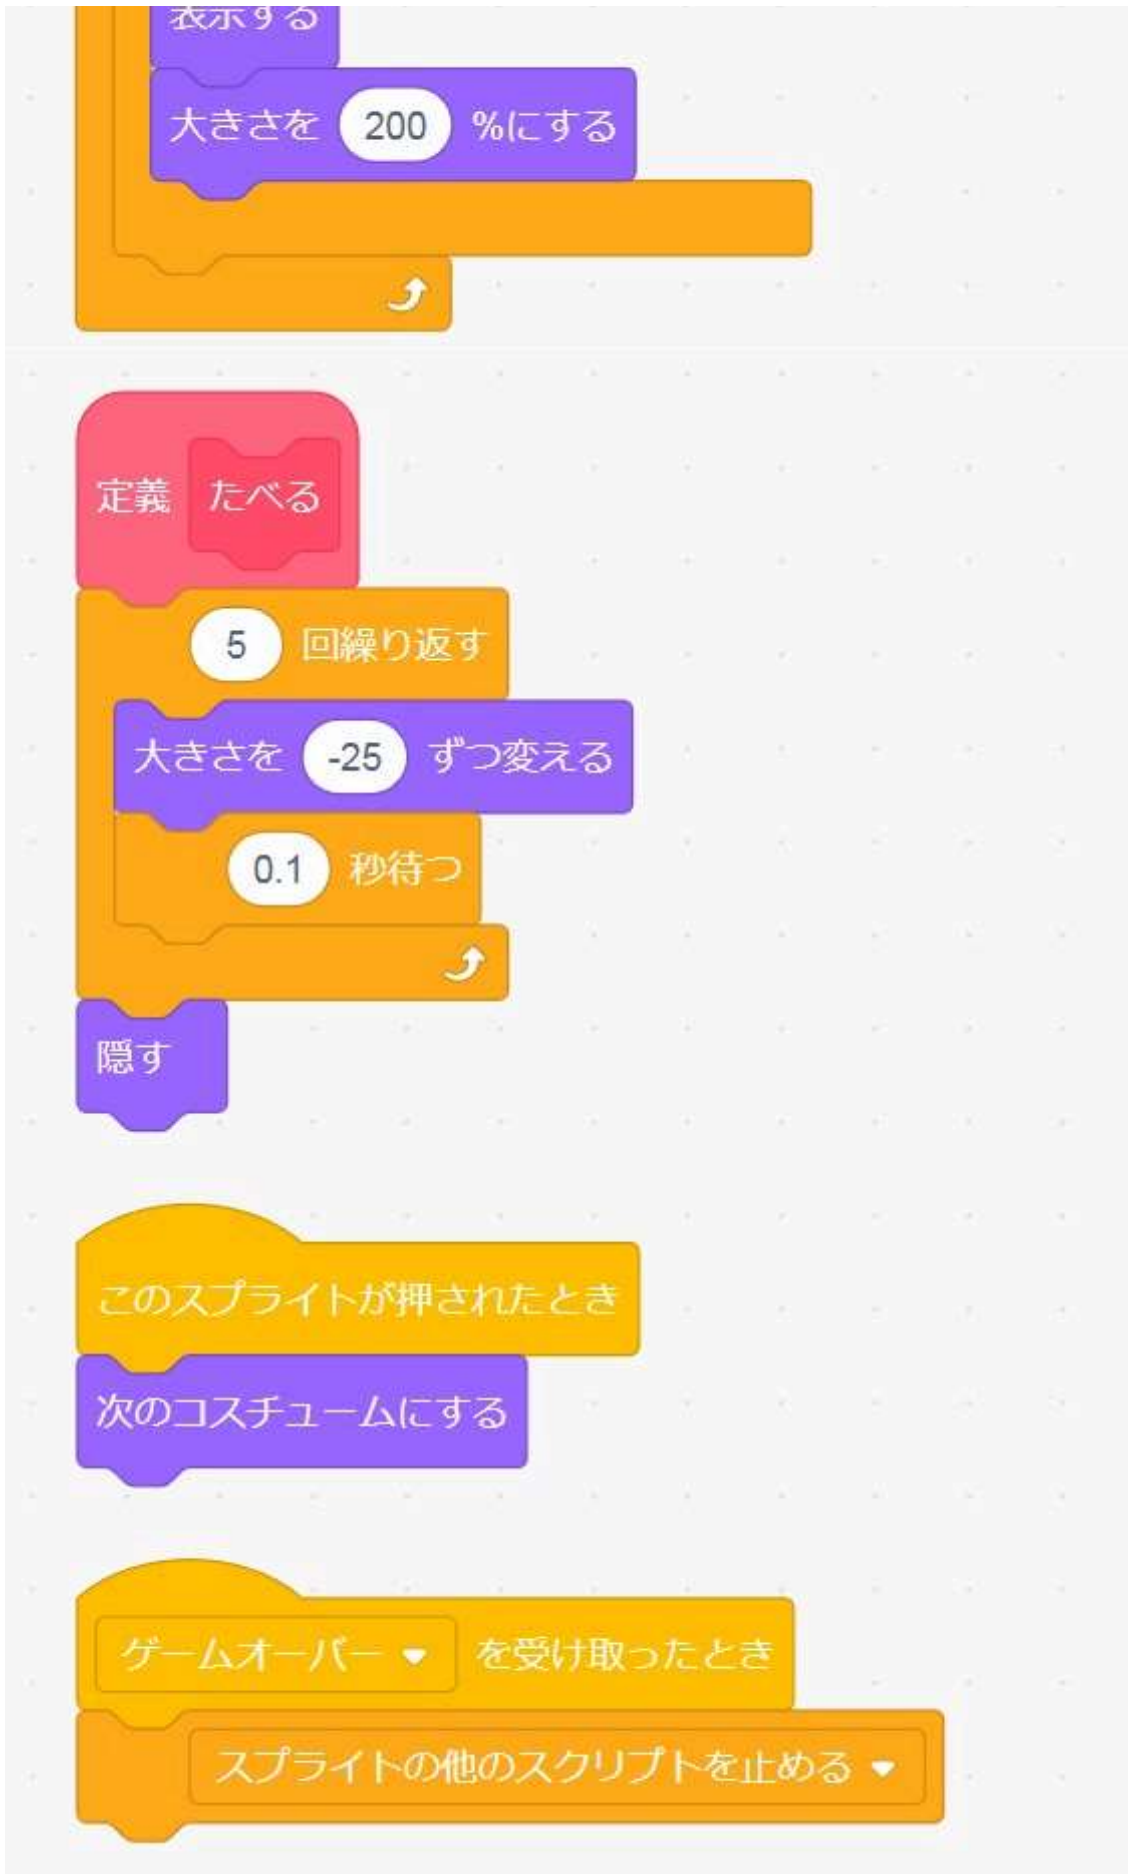 表示する
大きさを 200 %にする
定義 たべる
5 回繰り返す
大きさを -25 ずつ変える
0.1 秒待つ
隠す
このスプライトが押されたとき
次のコスチュームにする
ゲームオーバー を受け取ったとき
スプライトの他のスクリプトを止める